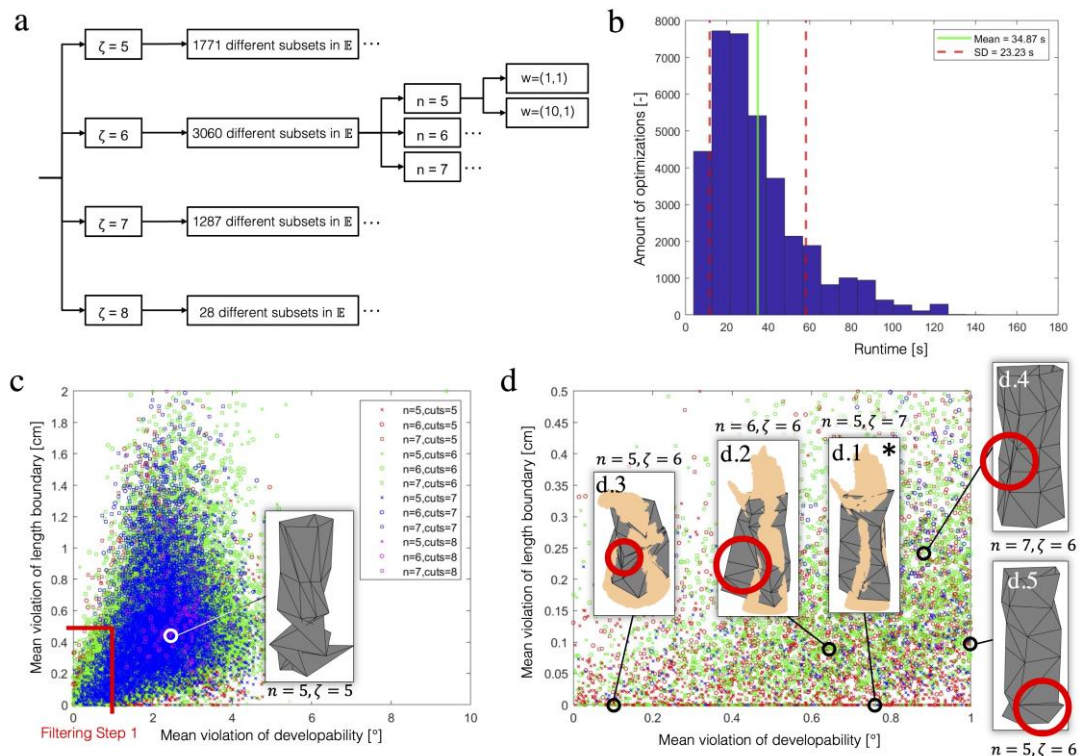 a
ζ = 5
1771 different subsets in 𝔼 ...
ζ = 6
3060 different subsets in 𝔼
n = 5
w=(1,1)
w=(10,1)
n = 6 ...
n = 7 ...
ζ = 7
1287 different subsets in 𝔼 ...
ζ = 8
28 different subsets in 𝔼 ...
b
8000
7000
6000
5000
4000
3000
2000
1000
0
Amount of optimizations [-]
Mean = 34.87 s
SD = 23.23 s
0 20 40 60 80 100 120 140 160 180
Runtime [s]
c
2
1.8
1.6
1.4
1.2
1
0.8
0.6
0.4
0.2
0
Mean violation of length boundary [cm]
n=5,cuts=5
n=6,cuts=5
n=7,cuts=5
n=5,cuts=6
n=6,cuts=6
n=7,cuts=6
n=5,cuts=7
n=6,cuts=7
n=7,cuts=7
n=5,cuts=8
n=6,cuts=8
n=7,cuts=8
n = 5, ζ = 5
0 2 4 6 8 10
Filtering Step 1
Mean violation of developability [°]
d
0.5
0.45
0.4
0.35
0.3
0.25
0.2
0.15
0.1
0.05
0
Mean violation of length boundary [cm]
n = 5, ζ = 6
d.3
n = 6, ζ = 6
d.2
n = 5, ζ = 7
d.1 *
d.4
n = 7, ζ = 6
d.5
n = 5, ζ = 6
0 0.2 0.4 0.6 0.8 1
Mean violation of developability [°]